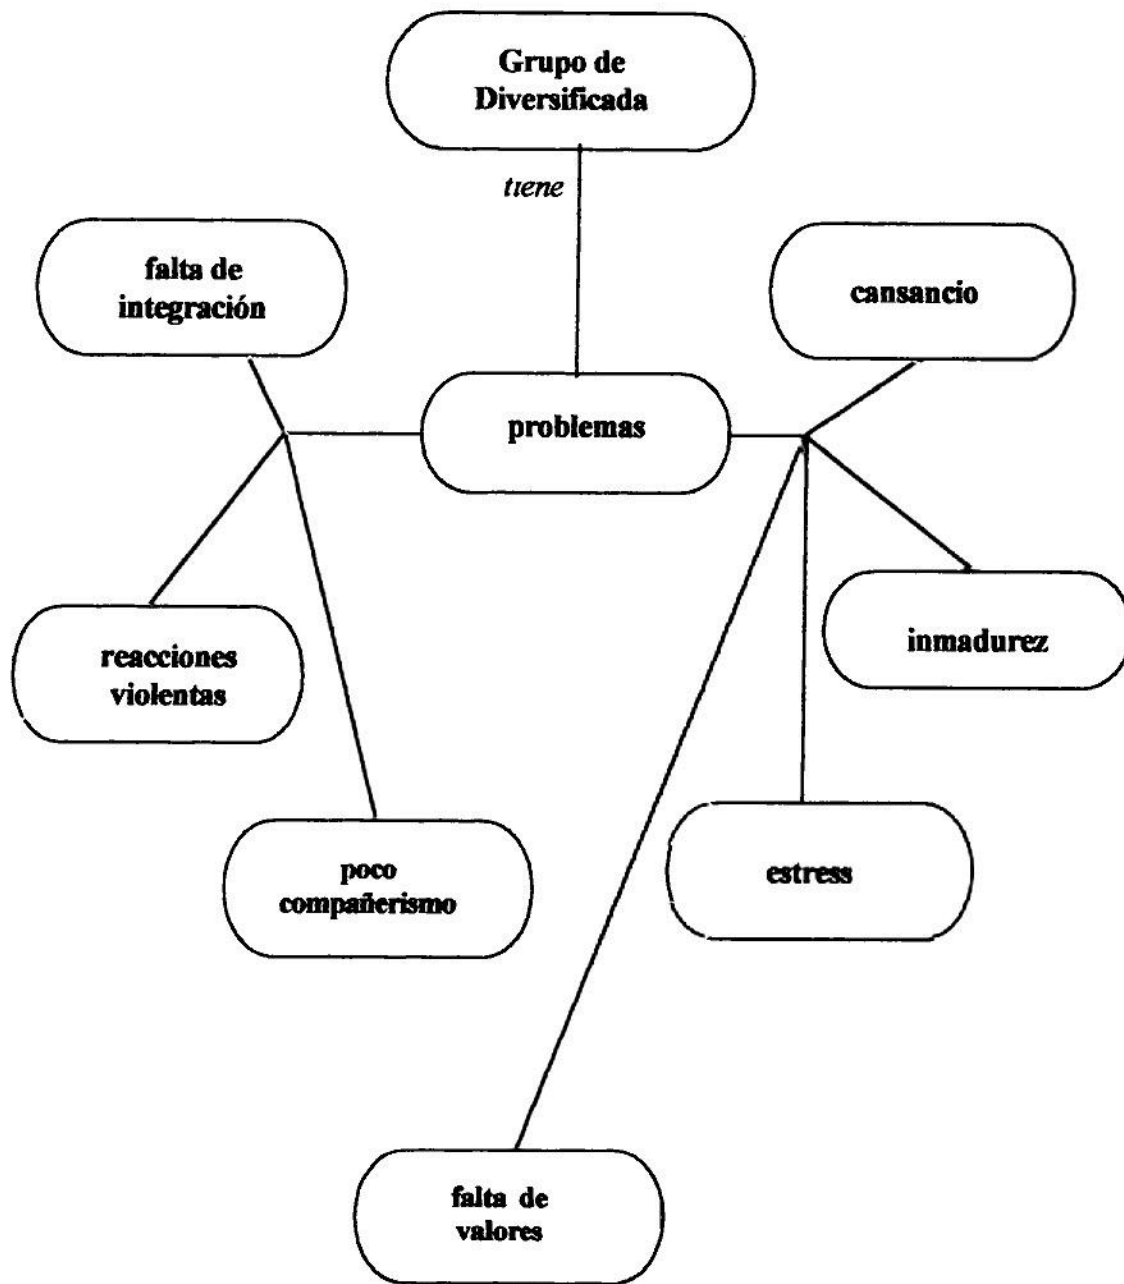 Grupo de
Diversificada
tiene
falta de
integración
cansancio
problemas
reacciones
violentas
inmadurez
poco
compañerismo
estress
falta de
valores